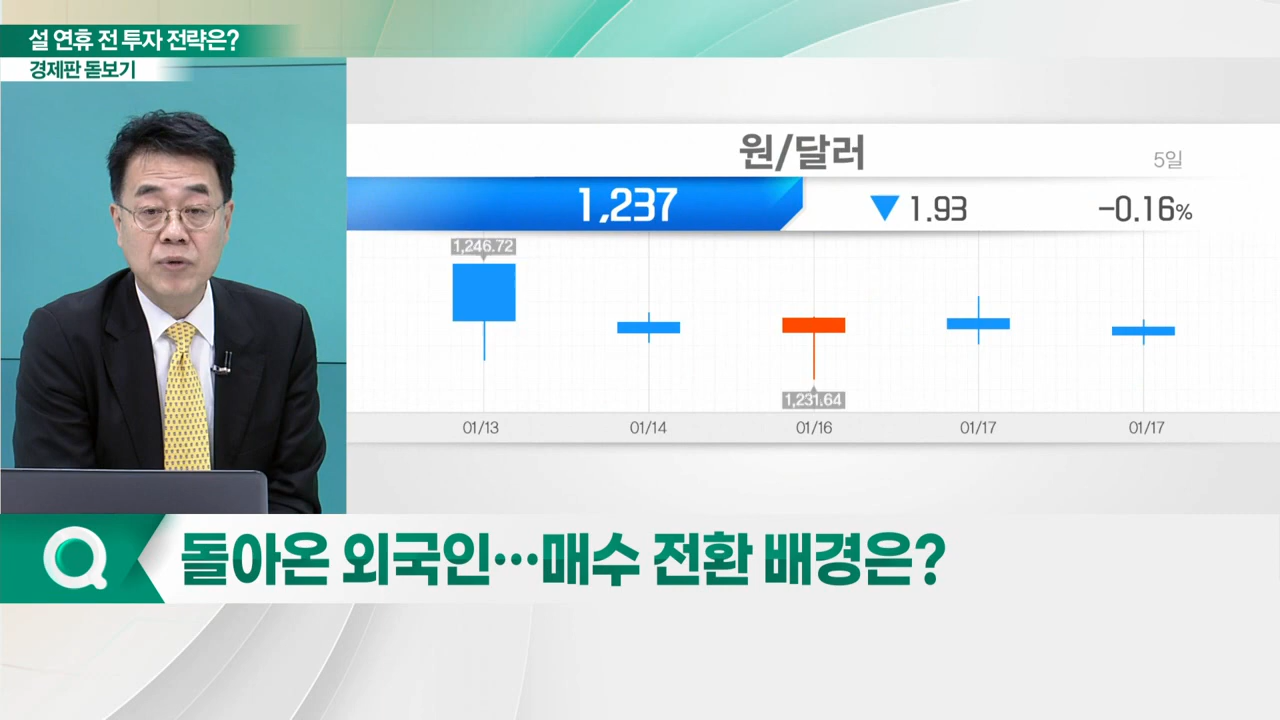 설 연휴 전 투자 전략은?
경제판 돋보기
원/달러
5일
1,237
▼ 1.93
-0.16%
1,246.72
1,231.64
01/13
01/14
01/16
01/17
01/17
돌아온 외국인…매수 전환 배경은?